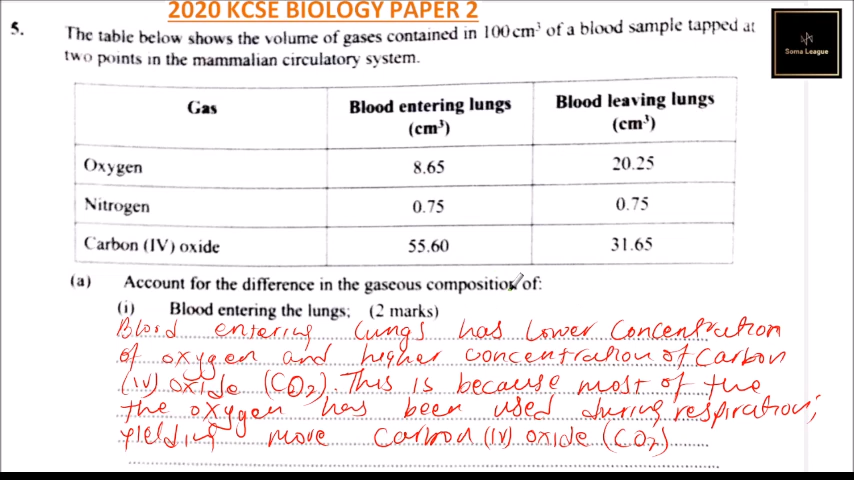 2020 KCSE BIOLOGY PAPER 2
5. The table below shows the volume of gases contained in 100cm³ of a blood sample tapped at
two points in the mammalian circulatory system.
Soma League
Gas Blood entering lungs (cm³) Blood leaving lungs (cm³)
Oxygen 8.65 20.25
Nitrogen 0.75 0.75
Carbon (IV) oxide 55.60 31.65
(a) Account for the difference in the gaseous composition of:
(i) Blood entering the lungs; (2 marks)
Blood entering lungs has lower concentration
of oxygen and higher concentration of carbon
(IV) oxide (CO2). This is because most of the
the oxygen has been used during respiration;
yielding more carbon (IV) oxide (CO2)